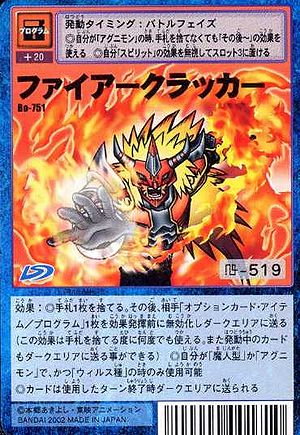 プログラム
+20
発動タイミング：バトルフェイズ
◎自分が「アグニモン」の時、手札を捨てなくても「その後〜」の効果を
使える ◎自分「スピリット」の効果を無視してスロット3に置ける
ファイアークラッカー
Bo-751
-519
効果：◎手札1枚を捨てる。その後、相手「オプションカード・アイ
テム/プログラム」1枚を効果発揮前に無効化しダークエリアに送る
(この効果は手札を捨てる度に何度でも使える。また発動中のカード
もダークエリアに送る事ができる) ◎自分が「魔人型」か「アグニ
モン」で、かつ「ウィルス種」の時のみ使用可能
◎カードは使用したターン終了時ダークエリアに送られる
©本郷あきよし・東映アニメーション
BANDAI 2002 MADE IN JAPAN